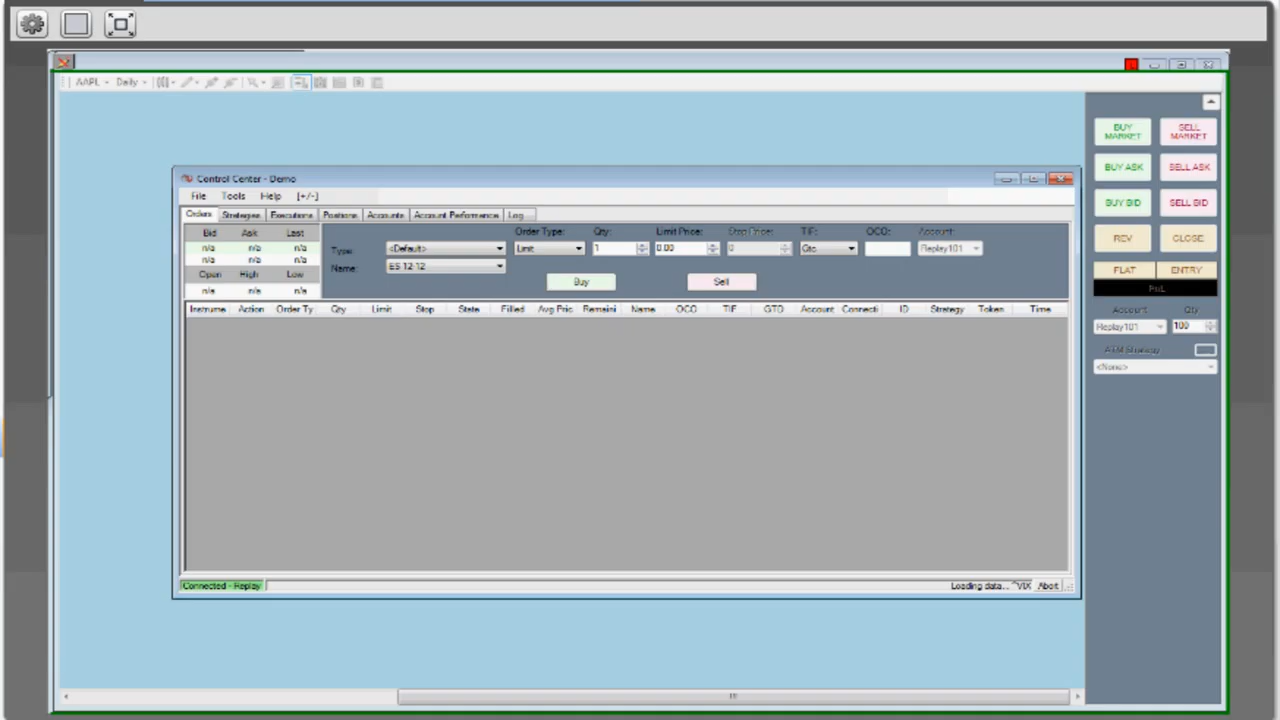 AAPL Daily
Control Center - Demo
File Tools Help [+/-]
Orders Strategies Executions Positions Accounts Account Performance Log
Bid Ask Last
n/a n/a n/a
n/a n/a n/a
Open High Low
n/a n/a n/a
Order Type: Qty: Limit Price: Stop Price: TIF: OCO: Account:
Type: <Default> Limit 1 0.00 0 Gtc Replay101
Name: ES 12-12
Buy Sell
Instrume Action Order Ty Qty Limit Stop State Filled Avg Pric Remaini Name OCO TIF GTD Account Connecti ID Strategy Token Time
Connected - Replay Loading data... ^VIX Abort
BUY MARKET
SELL MARKET
BUY ASK SELL ASK
BUY BID SELL BID
REV CLOSE
FLAT ENTRY
PnL
Account Qty
Replay101 100
ATM Strategy
<None>